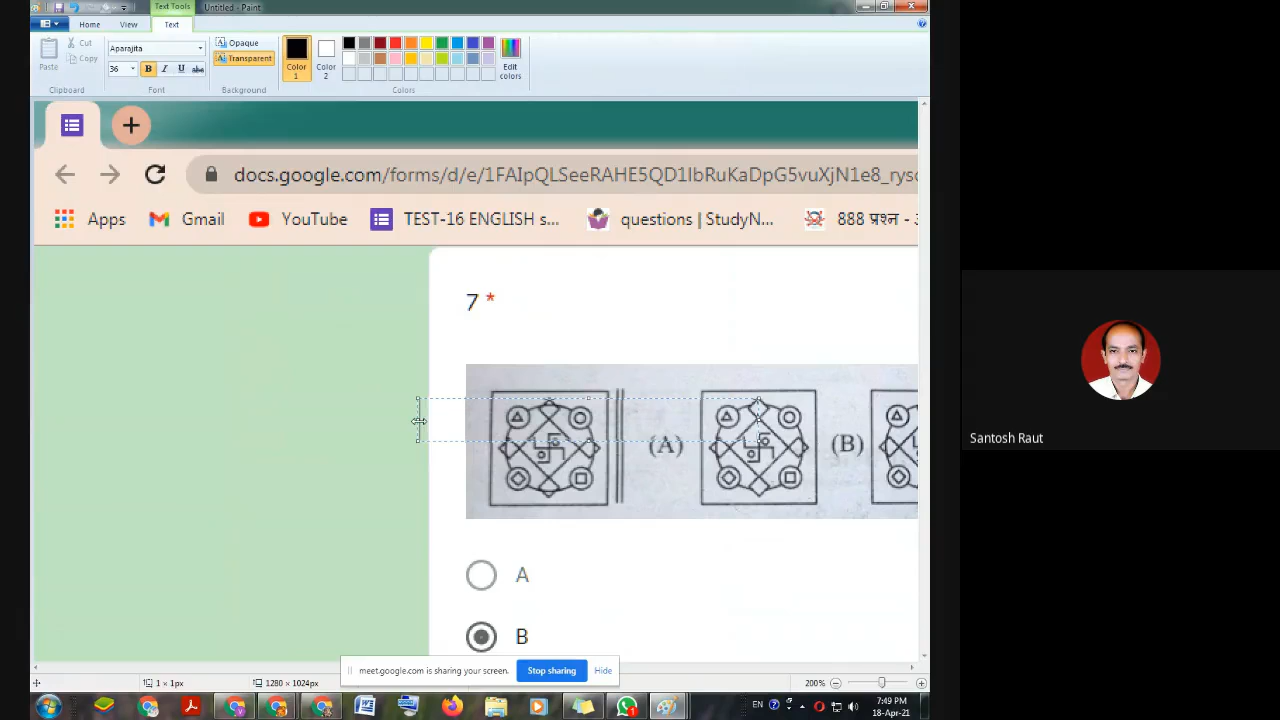 Text Tools
Untitled - Paint
Home
View
Text
Paste
Cut
Copy
Clipboard
Aparajita
36
B I U abc
Font
Opaque
Transparent
Background
Color 1
Color 2
Edit colors
Colors
docs.google.com/forms/d/e/1FAIpQLSeeRAHE5QD1IbRuKaDpG5vuXjN1e8_rysc
Apps
Gmail
YouTube
TEST-16 ENGLISH s...
questions | StudyN...
888 प्रश्न -
7 *
(A)
(B)
A
B
Santosh Raut
meet.google.com is sharing your screen.
Stop sharing
Hide
1 × 1px
1280 × 1024px
200%
EN
7:49 PM
18-Apr-21